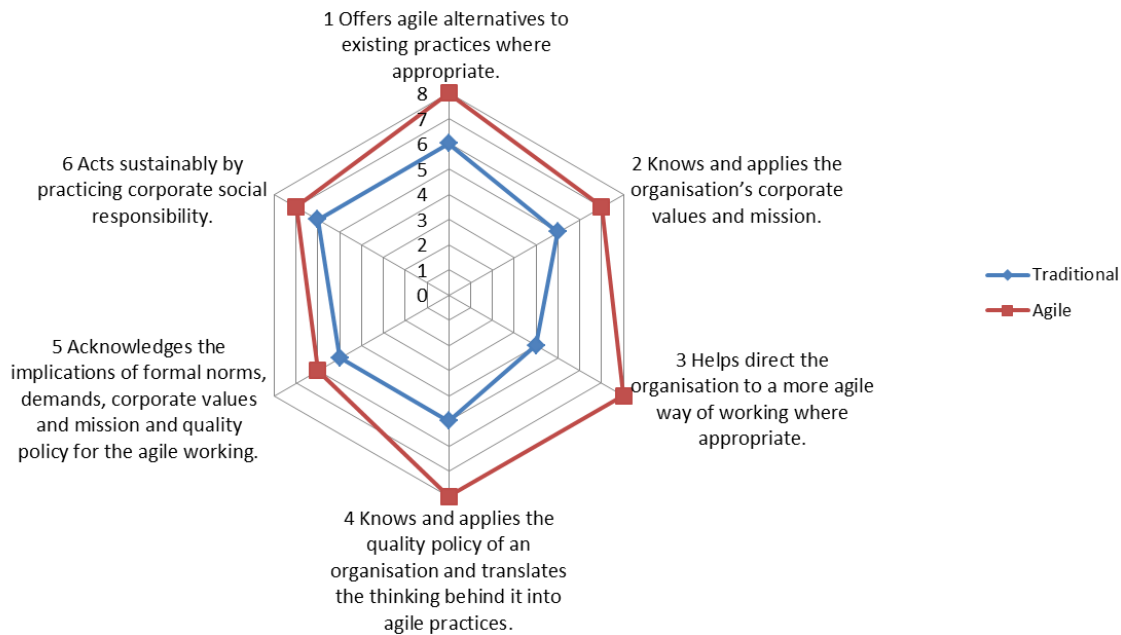 1 Offers agile alternatives to
existing practices where
appropriate.
8
7
6
5
4
3
2
1
0
2 Knows and applies the
organisation’s corporate
values and mission.
3 Helps direct the
organisation to a more agile
way of working where
appropriate.
4 Knows and applies the
quality policy of an
organisation and translates
the thinking behind it into
agile practices.
5 Acknowledges the
implications of formal norms,
demands, corporate values
and mission and quality
policy for the agile working.
6 Acts sustainably by
practicing corporate social
responsibility.
Traditional
Agile